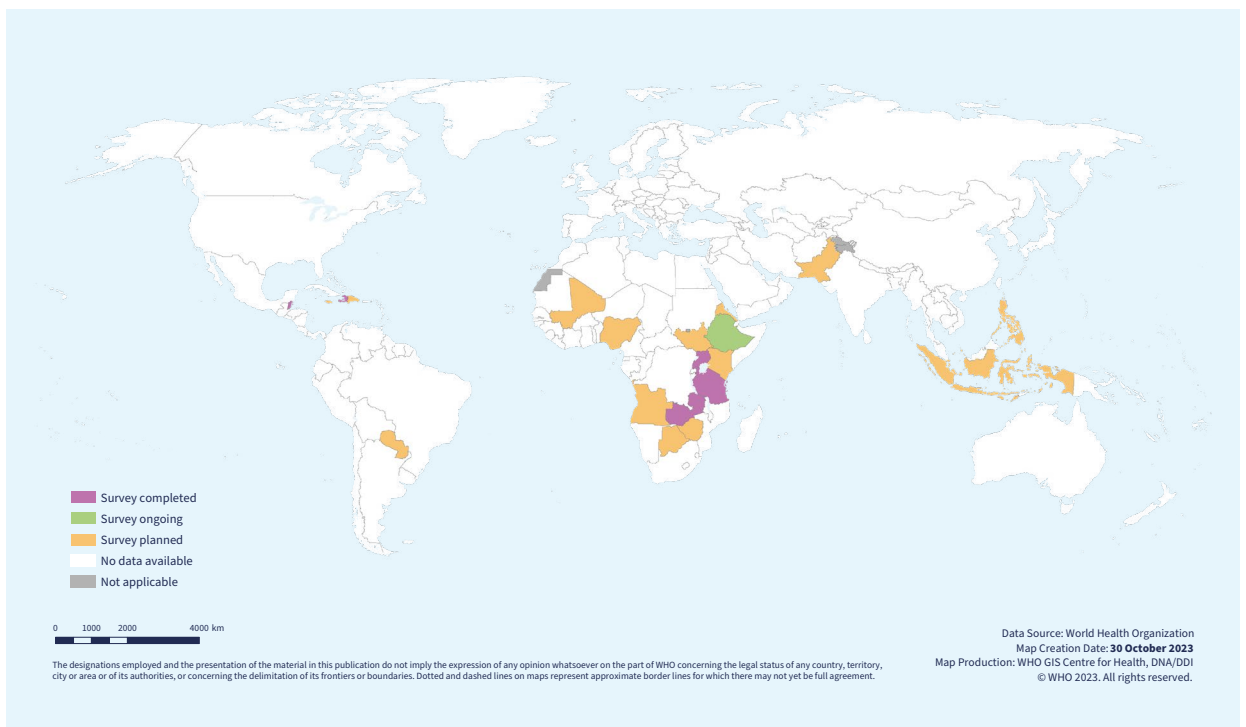 Survey completed
Survey ongoing
Survey planned
No data available
Not applicable
0 1000 2000 4000 km
The designations employed and the presentation of the material in this publication do not imply the expression of any opinion whatsoever on the part of WHO concerning the legal status of any country, territory,
city or area or of its authorities, or concerning the delimitation of its frontiers or boundaries. Dotted and dashed lines on maps represent approximate border lines for which there may not yet be full agreement.
Data Source: World Health Organization
Map Creation Date: 30 October 2023
Map Production: WHO GIS Centre for Health, DNA/DDI
© WHO 2023. All rights reserved.